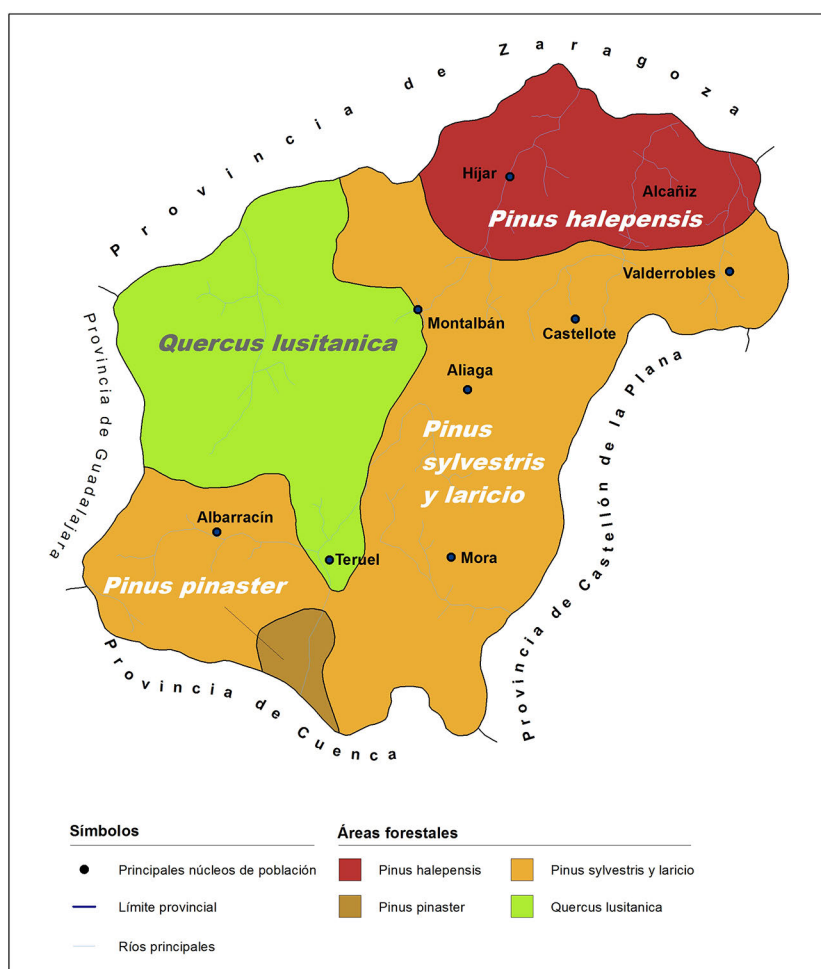 Provincia de Zaragoza
Híjar
Alcañiz
Pinus halepensis
Valderrobles
Montalbán
Castellote
Quercus lusitanica
Provincia de Guadalajara
Aliaga
Provincia de Castellón de la Plana
Pinus
sylvestris
y laricio
Albarracín
Teruel
Mora
Pinus pinaster
Provincia de Cuenca
Símbolos
Principales núcleos de población
Límite provincial
Ríos principales
Áreas forestales
Pinus halepensis
Pinus sylvestris y laricio
Pinus pinaster
Quercus lusitanica